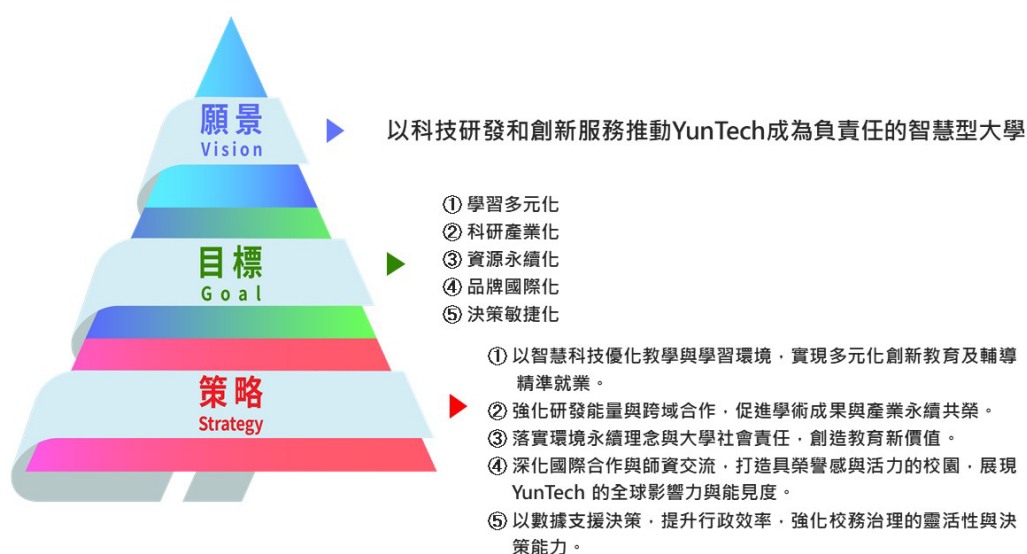 願景
Vision
以科技研發和創新服務推動YunTech成為負責任的智慧型大學
目標
Goal
① 學習多元化
② 科研產業化
③ 資源永續化
④ 品牌國際化
⑤ 決策敏捷化
策略
Strategy
① 以智慧科技優化教學與學習環境，實現多元化創新教育及輔導
精準就業。
② 強化研發能量與跨域合作，促進學術成果與產業永續共榮。
③ 落實環境永續理念與大學社會責任，創造教育新價值。
④ 深化國際合作與師資交流，打造具榮譽感與活力的校園，展現
YunTech 的全球影響力與能見度。
⑤ 以數據支援決策，提升行政效率，強化校務治理的靈活性與決
策能力。